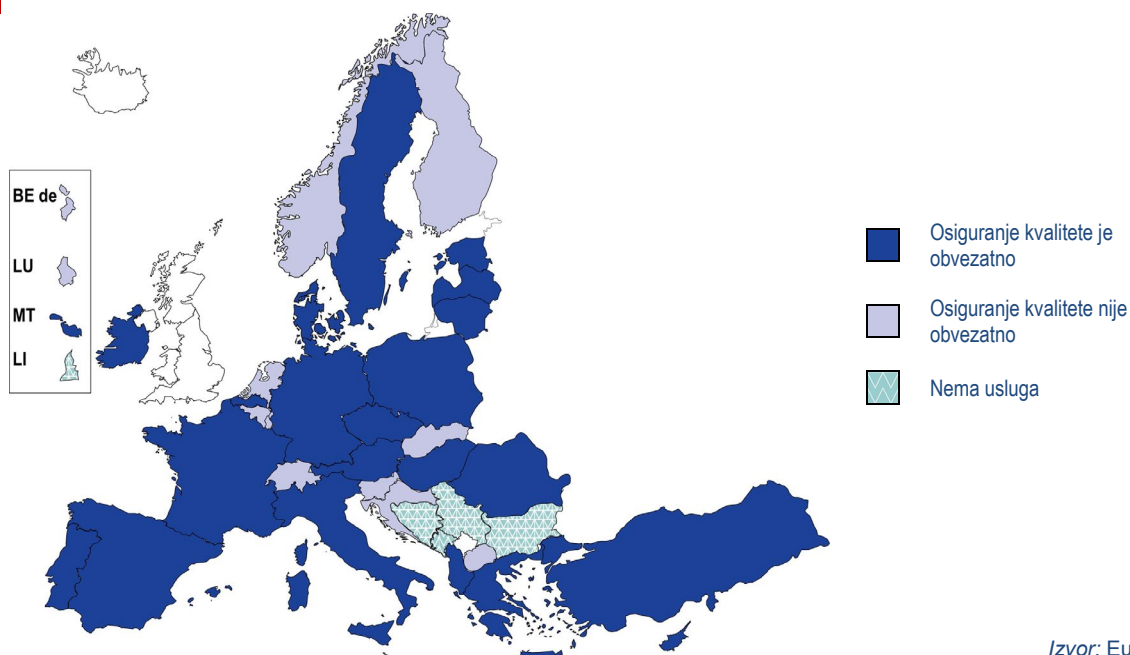 BE de
LU
MT
LI
Osiguranje kvalitete je
obvezatno
Osiguranje kvalitete nije
obvezatno
Nema usluga
Izvor: Eu